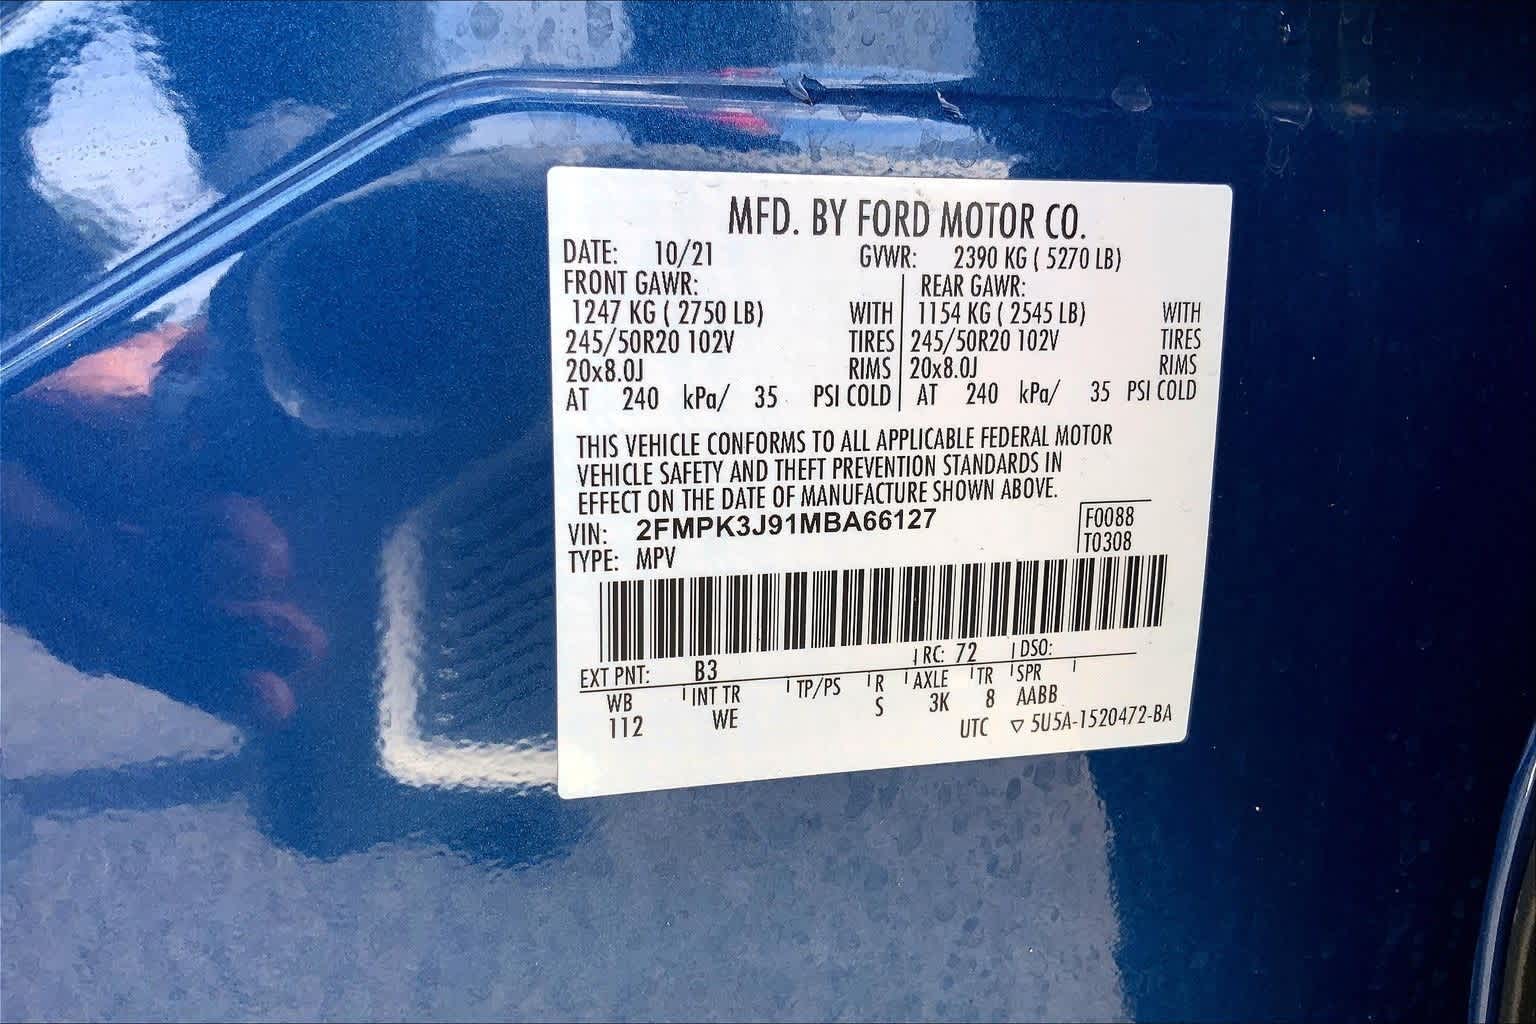 MFD. BY FORD MOTOR CO.
DATE: 10/21 GVWR: 2390 KG ( 5270 LB)
FRONT GAWR: REAR GAWR:
1247 KG ( 2750 LB) WITH 1154 KG ( 2545 LB) WITH
245/50R20 102V TIRES 245/50R20 102V TIRES
20x8.0J RIMS 20x8.0J RIMS
AT 240 kPa/ 35 PSI COLD AT 240 kPa/ 35 PSI COLD
THIS VEHICLE CONFORMS TO ALL APPLICABLE FEDERAL MOTOR
VEHICLE SAFETY AND THEFT PREVENTION STANDARDS IN
EFFECT ON THE DATE OF MANUFACTURE SHOWN ABOVE.
VIN: 2FMPK3J91MBA66127 F0088
TYPE: MPV T0308
EXT PNT: B3 RC: 72 DSO:
WB INT TR TP/PS R AXLE TR SPR
112 WE S 3K 8 AABB
UTC ▽ 5U5A-1520472-BA